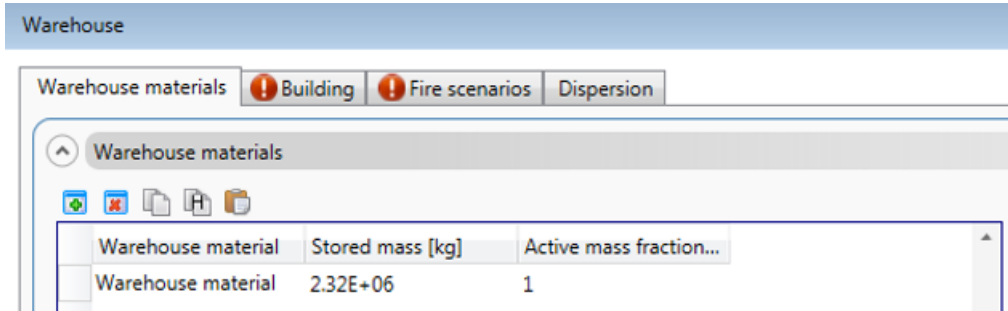 Warehouse
Warehouse materials Building Fire scenarios Dispersion
Warehouse materials
Warehouse material Stored mass [kg] Active mass fraction...
Warehouse material 2.32E+06 1